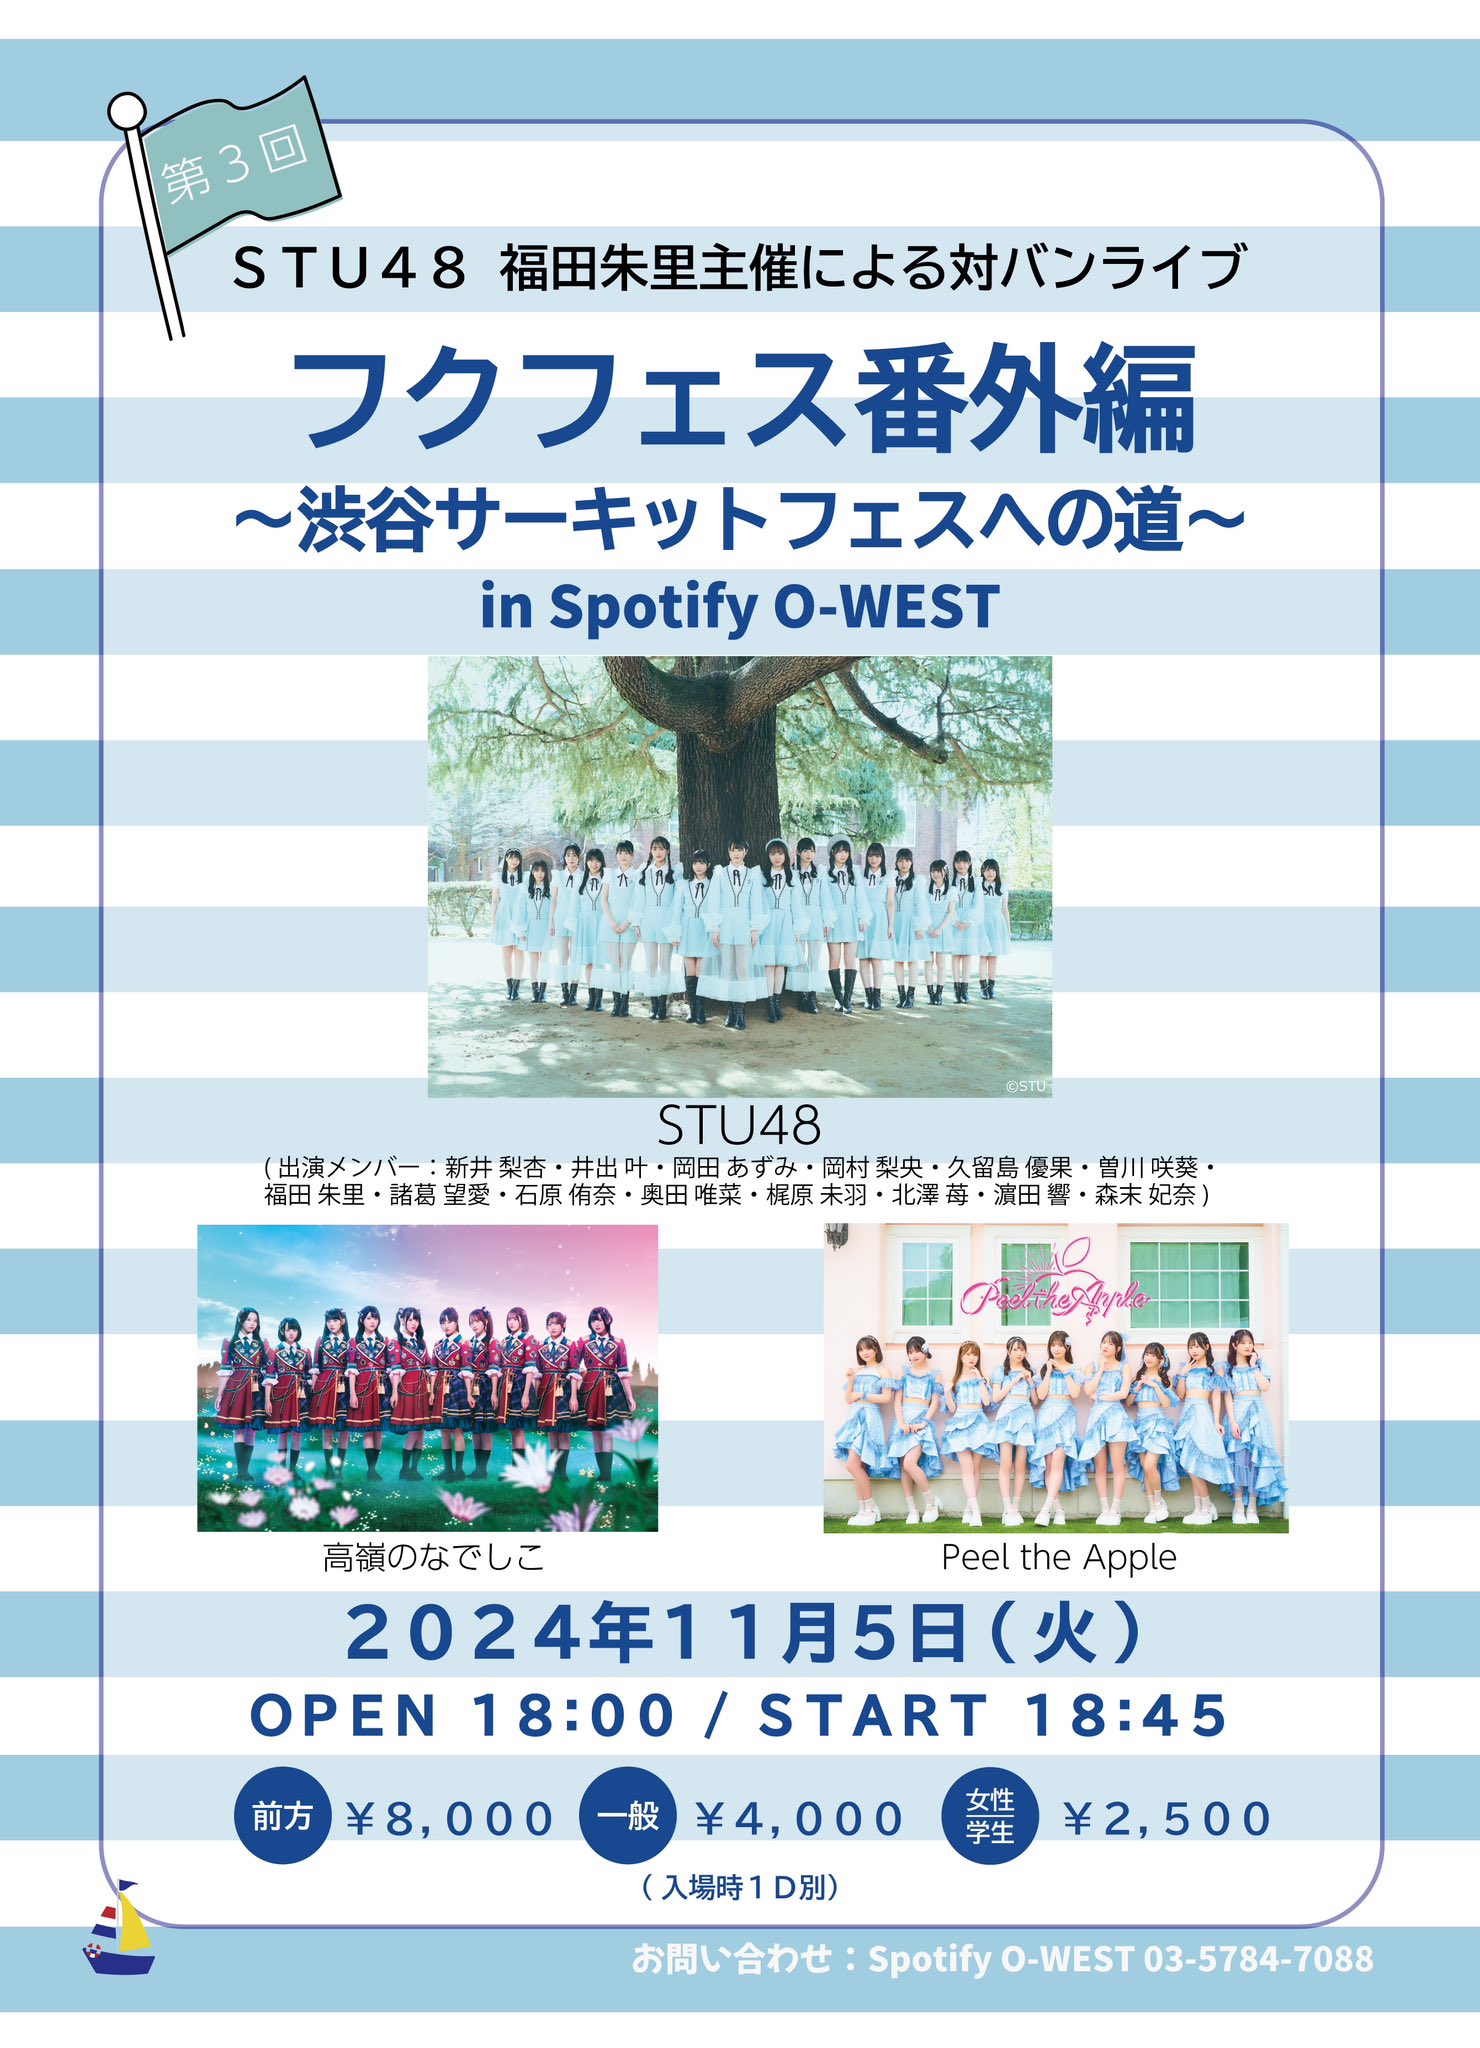 第３回
ＳＴＵ４８ 福田朱里主催による対バンライブ
フクフェス番外編
～渋谷サーキットフェスへの道～
in Spotify O-WEST
©STU
STU48
( 出演メンバー：新井 梨杏・井出 叶・岡田 あずみ・岡村 梨央・久留島 優果・曽川 咲葵・
福田 朱里・諸葛 望愛・石原 侑奈・奥田 唯菜・梶原 未羽・北澤 苺・濵田 響・森末 妃奈 )
Peel the Apple
高嶺のなでしこ
Peel the Apple
２０２４年１１月５日（火）
OPEN 18:00 / START 18:45
前方 ￥８，０００ 一般 ￥４，０００ 女性 学生 ￥２，５００
（入場時１Ｄ別）
お問い合わせ：Spotify O-WEST 03-5784-7088